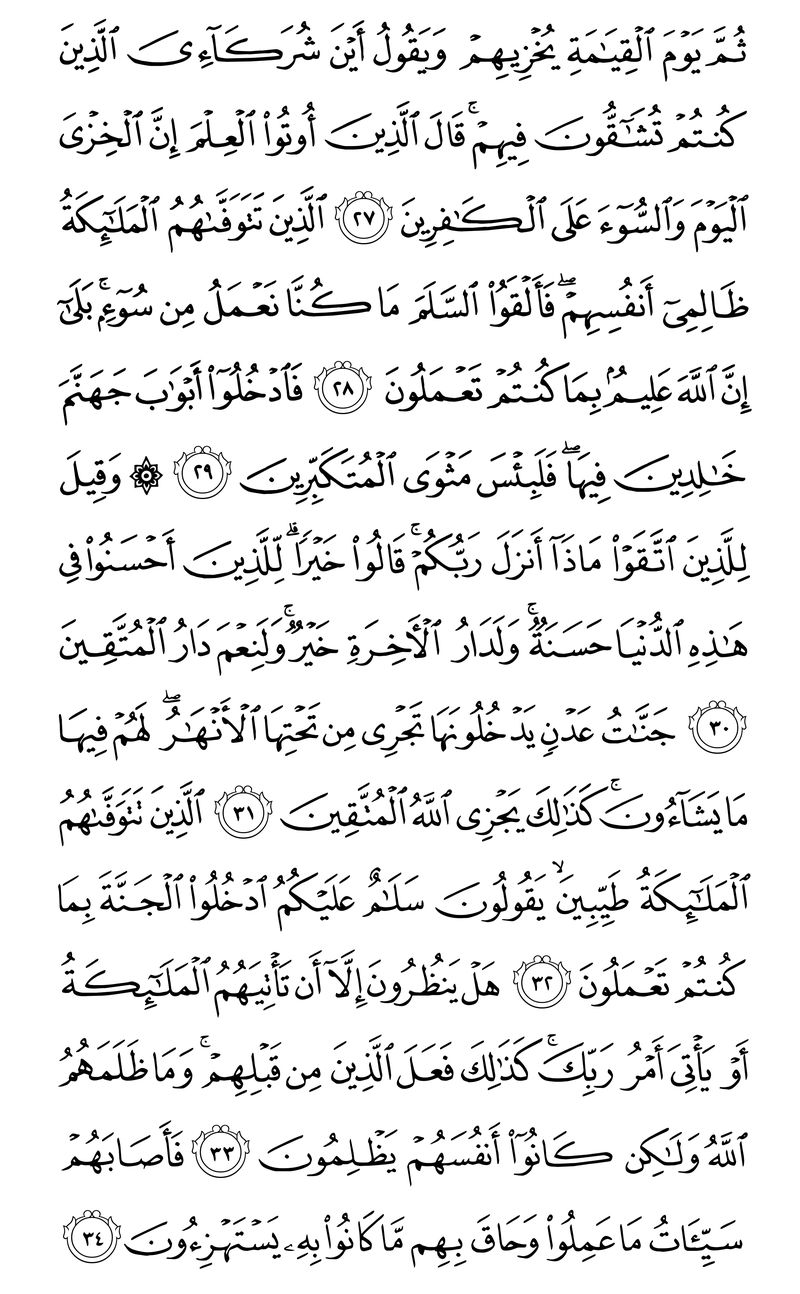 ثُمَّ يَوْمَ ٱلْقِيَـٰمَةِ يُخْزِيهِمْ وَيَقُولُ أَيْنَ شُرَكَآءِىَ ٱلَّذِينَ
كُنتُمْ تُشَـٰٓقُّونَ فِيهِمْ ۚ قَالَ ٱلَّذِينَ أُوتُوا۟ ٱلْعِلْمَ إِنَّ ٱلْخِزْىَ
ٱلْيَوْمَ وَٱلسُّوٓءَ عَلَى ٱلْكَـٰفِرِينَ ٢٧ ٱلَّذِينَ تَتَوَفَّىٰهُمُ ٱلْمَلَـٰٓئِكَةُ
ظَالِمِىٓ أَنفُسِهِمْ ۖ فَأَلْقَوُا۟ ٱلسَّلَمَ مَا كُنَّا نَعْمَلُ مِن سُوٓءٍۭ ۚ بَلَىٰٓ
إِنَّ ٱللَّهَ عَلِيمٌۢ بِمَا كُنتُمْ تَعْمَلُونَ ٢٨ فَٱدْخُلُوٓا۟ أَبْوَٰبَ جَهَنَّمَ
خَـٰلِدِينَ فِيهَا ۖ فَلَبِئْسَ مَثْوَى ٱلْمُتَكَبِّرِينَ ٢٩ ۞ وَقِيلَ
لِلَّذِينَ ٱتَّقَوْا۟ مَاذَآ أَنزَلَ رَبُّكُمْ ۚ قَالُوا۟ خَيْرًا ۗ لِّلَّذِينَ أَحْسَنُوا۟ فِى
هَـٰذِهِ ٱلدُّنْيَا حَسَنَةٌ ۚ وَلَدَارُ ٱلْـَٔاخِرَةِ خَيْرٌ ۚ وَلَنِعْمَ دَارُ ٱلْمُتَّقِينَ
٣٠ جَنَّـٰتُ عَدْنٍ يَدْخُلُونَهَا تَجْرِى مِن تَحْتِهَا ٱلْأَنْهَـٰرُ ۖ لَهُمْ فِيهَا
مَا يَشَآءُونَ ۚ كَذَٰلِكَ يَجْزِى ٱللَّهُ ٱلْمُتَّقِينَ ٣١ ٱلَّذِينَ تَتَوَفَّىٰهُمُ
ٱلْمَلَـٰٓئِكَةُ طَيِّبِينَ ۙ يَقُولُونَ سَلَـٰمٌ عَلَيْكُمُ ٱدْخُلُوا۟ ٱلْجَنَّةَ بِمَا
كُنتُمْ تَعْمَلُونَ ٣٢ هَلْ يَنظُرُونَ إِلَّآ أَن تَأْتِيَهُمُ ٱلْمَلَـٰٓئِكَةُ
أَوْ يَأْتِىَ أَمْرُ رَبِّكَ ۚ كَذَٰلِكَ فَعَلَ ٱلَّذِينَ مِن قَبْلِهِمْ ۚ وَمَا ظَلَمَهُمُ
ٱللَّهُ وَلَـٰكِن كَانُوٓا۟ أَنفُسَهُمْ يَظْلِمُونَ ٣٣ فَأَصَابَهُمْ
سَيِّـَٔاتُ مَا عَمِلُوا۟ وَحَاقَ بِهِم مَّا كَانُوا۟ بِهِۦ يَسْتَهْزِءُونَ ٣٤